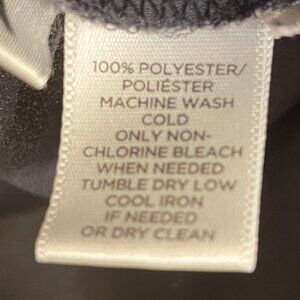 100% POLYESTER/
POLIÉSTER
MACHINE WASH
COLD
ONLY NON-
CHLORINE BLEACH
WHEN NEEDED
TUMBLE DRY LOW
COOL IRON
IF NEEDED
OR DRY CLEAN